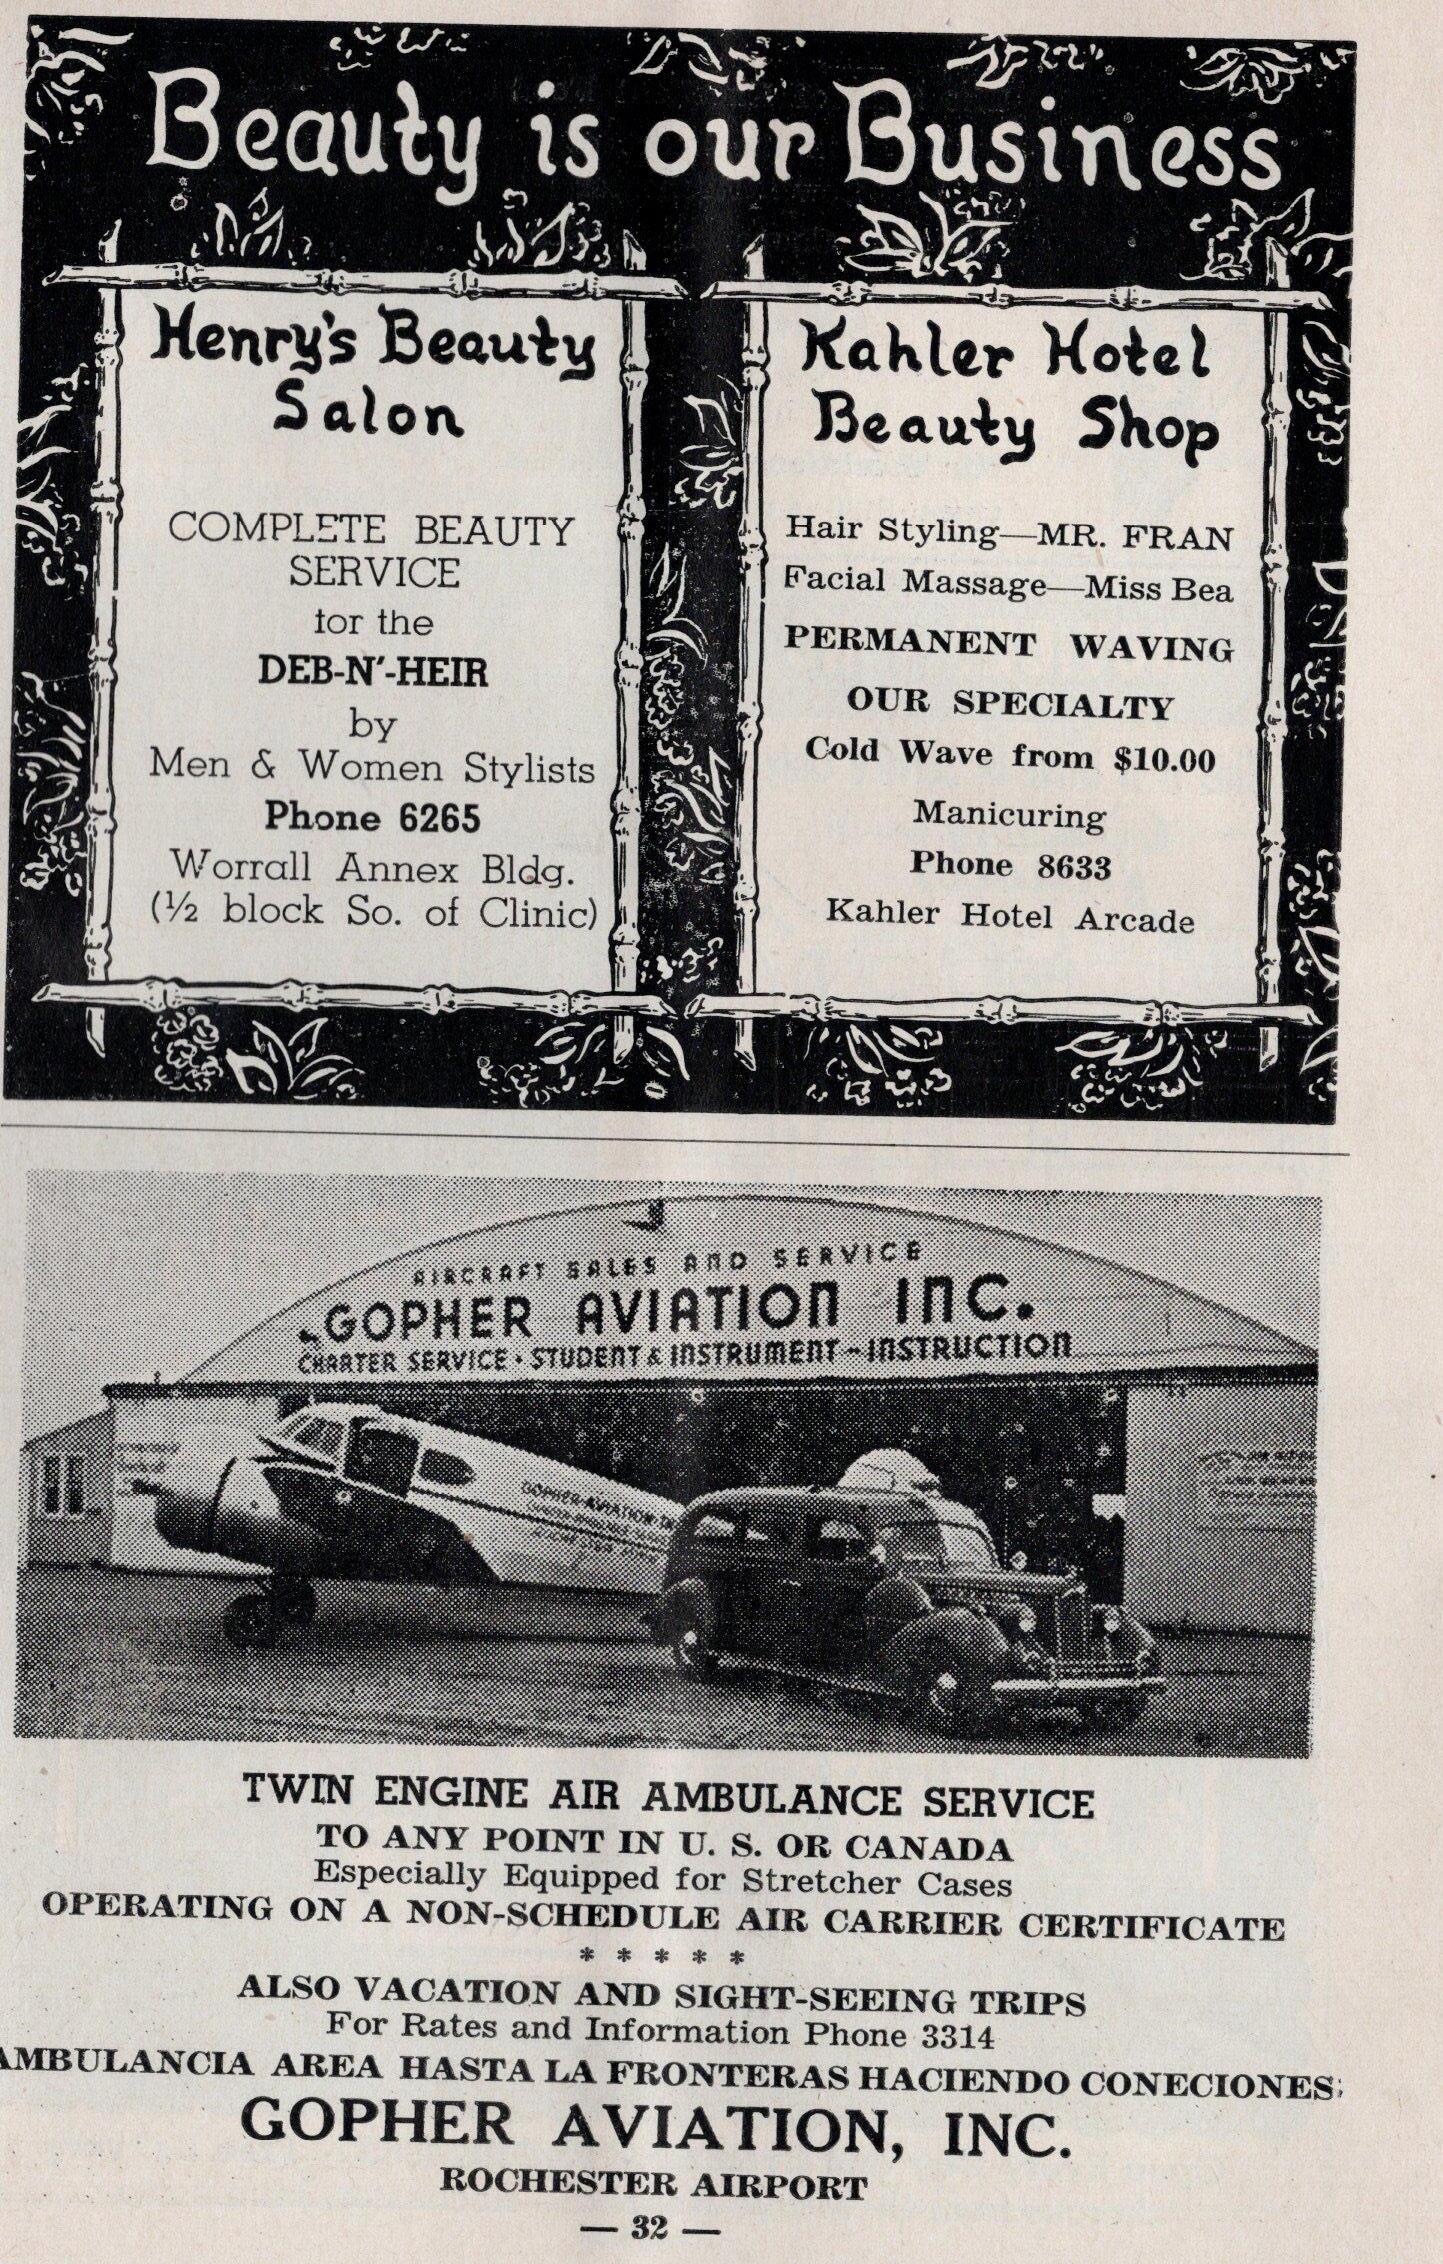 Beauty is our Business
Henry's Beauty
Salon
COMPLETE BEAUTY
SERVICE
for the
DEB-N'-HEIR
by
Men & Women Stylists
Phone 6265
Worrall Annex Bldg.
(½ block So. of Clinic)
Kahler Hotel
Beauty Shop
Hair Styling—MR. FRAN
Facial Massage—Miss Bea
PERMANENT WAVING
OUR SPECIALTY
Cold Wave from $10.00
Manicuring
Phone 8633
Kahler Hotel Arcade
AIRCRAFT SALES AND SERVICE
GOPHER AVIATION INC.
CHARTER SERVICE · STUDENT & INSTRUMENT - INSTRUCTION
GOPHER AVIATION IN
TWIN ENGINE AIR AMBULANCE SERVICE
TO ANY POINT IN U. S. OR CANADA
Especially Equipped for Stretcher Cases
OPERATING ON A NON-SCHEDULE AIR CARRIER CERTIFICATE
* * * * *
ALSO VACATION AND SIGHT-SEEING TRIPS
For Rates and Information Phone 3314
AMBULANCIA AREA HASTA LA FRONTERAS HACIENDO CONECIONES
GOPHER AVIATION, INC.
ROCHESTER AIRPORT
— 32 —